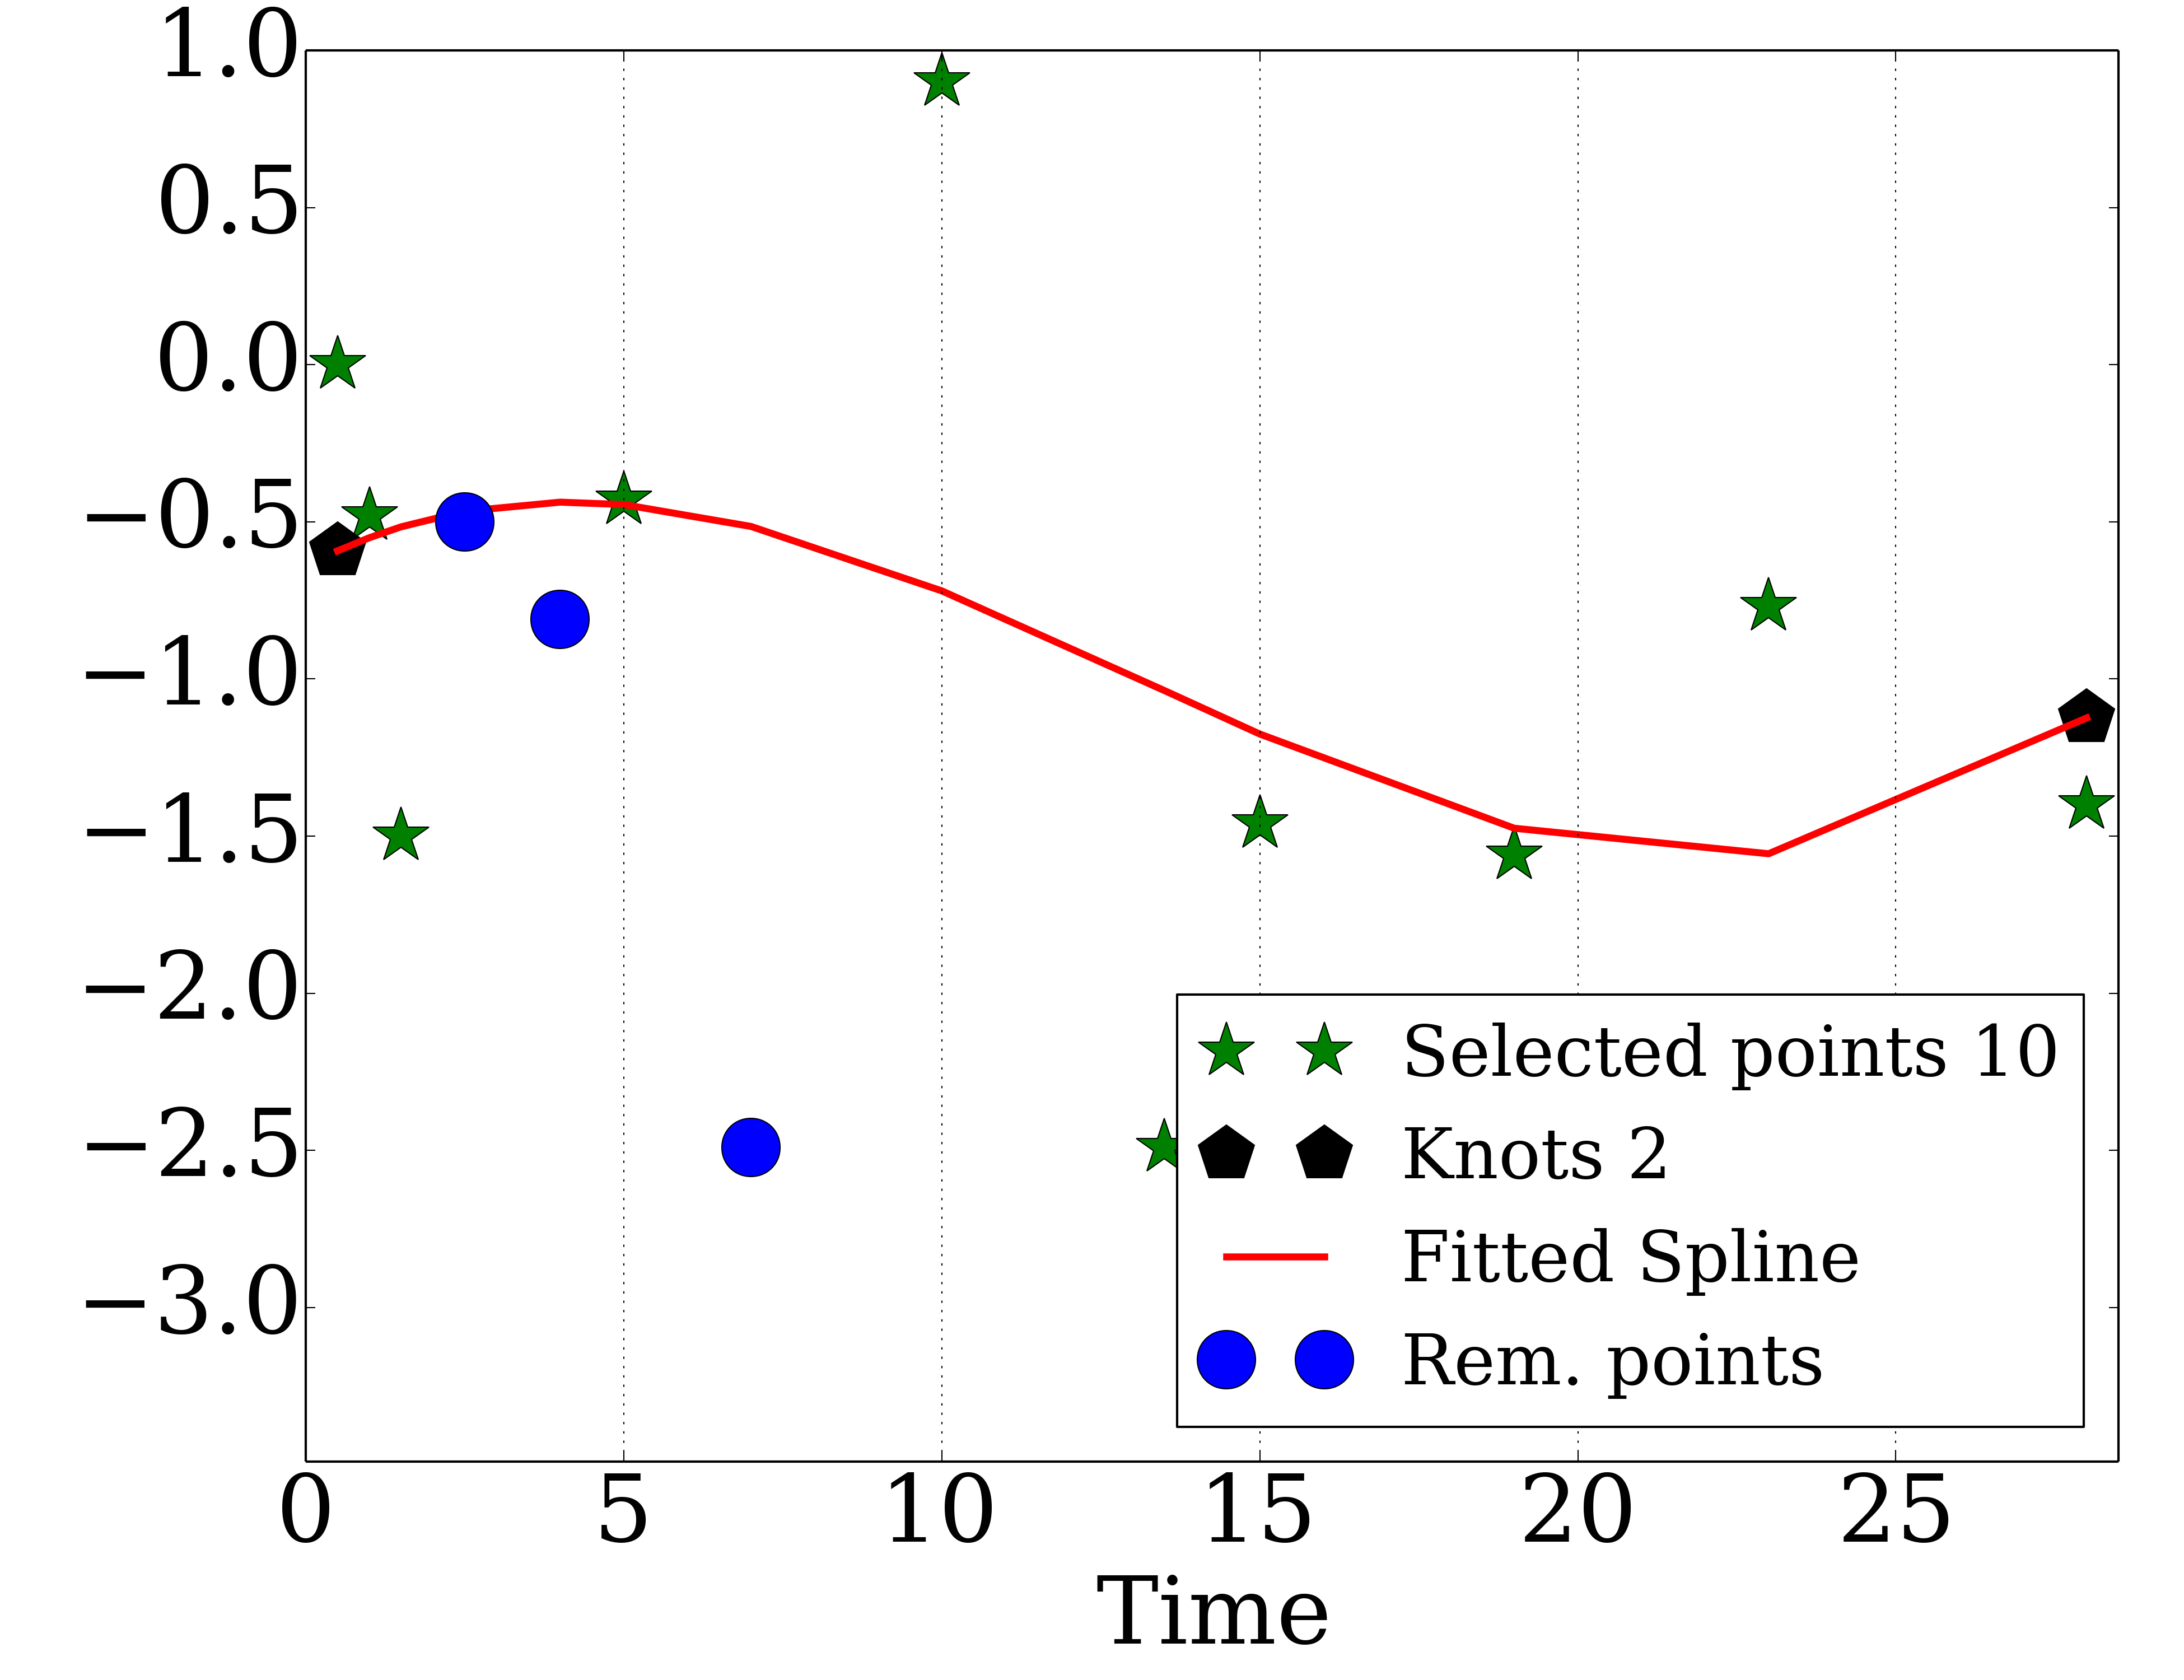 1.0
0.5
0.0
−0.5
−1.0
−1.5
−2.0
−2.5
−3.0
Selected points 10
Knots 2
Fitted Spline
Rem. points
0 5 10 15 20 25
Time